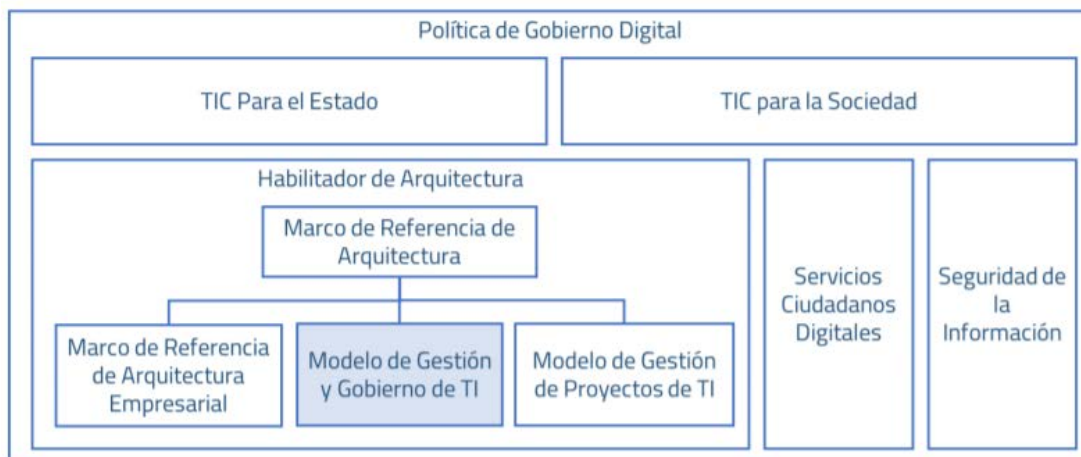 Política de Gobierno Digital
TIC Para el Estado
TIC para la Sociedad
Habilitador de Arquitectura
Marco de Referencia de
Arquitectura
Marco de Referencia
de Arquitectura
Empresarial
Modelo de Gestión
y Gobierno de TI
Modelo de Gestión
de Proyectos de TI
Servicios
Ciudadanos
Digitales
Seguridad de
la
Información